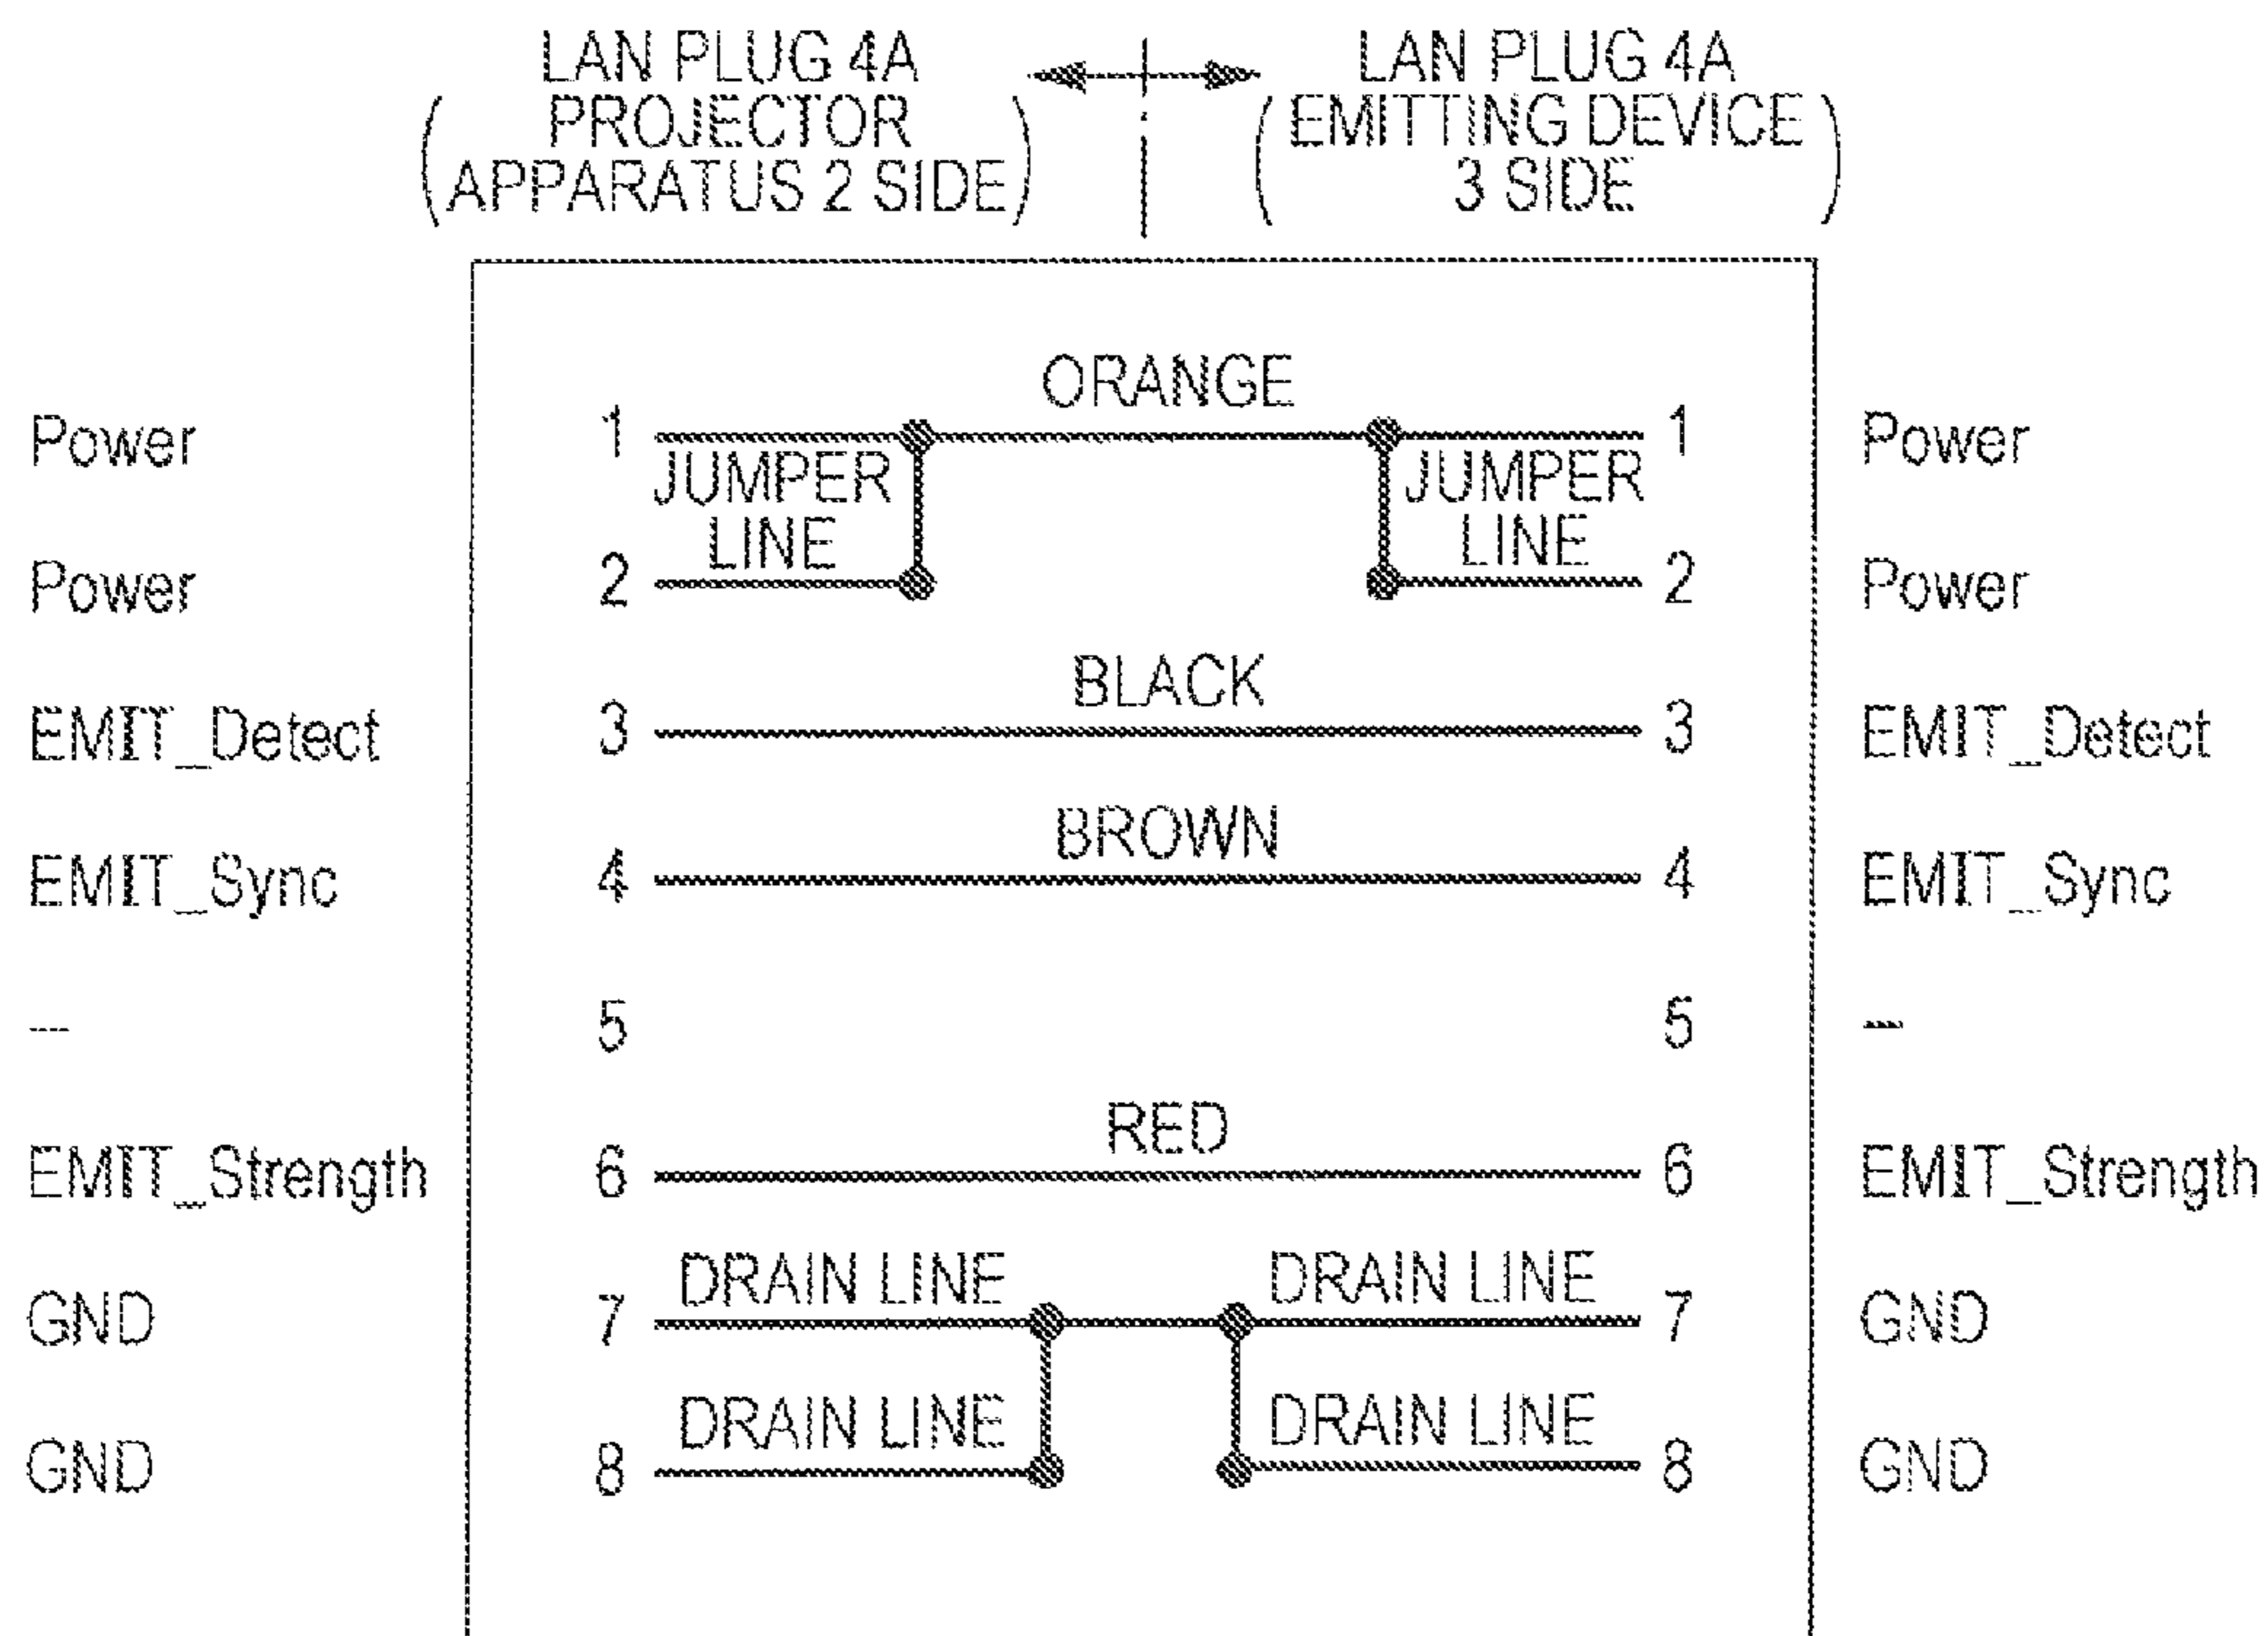 LAN PLUG 4A
(PROJECTOR
APPARATUS 2 SIDE)
LAN PLUG 4A
(EMITTING DEVICE
3 SIDE)
ORANGE
Power 1 1 Power
JUMPER LINE JUMPER LINE
Power 2 2 Power
BLACK
EMIT_Detect 3 3 EMIT_Detect
BROWN
EMIT_Sync 4 4 EMIT_Sync
— 5 5 –
RED
EMIT_Strength 6 6 EMIT_Strength
DRAIN LINE DRAIN LINE
GND 7 7 GND
DRAIN LINE DRAIN LINE
GND 8 8 GND